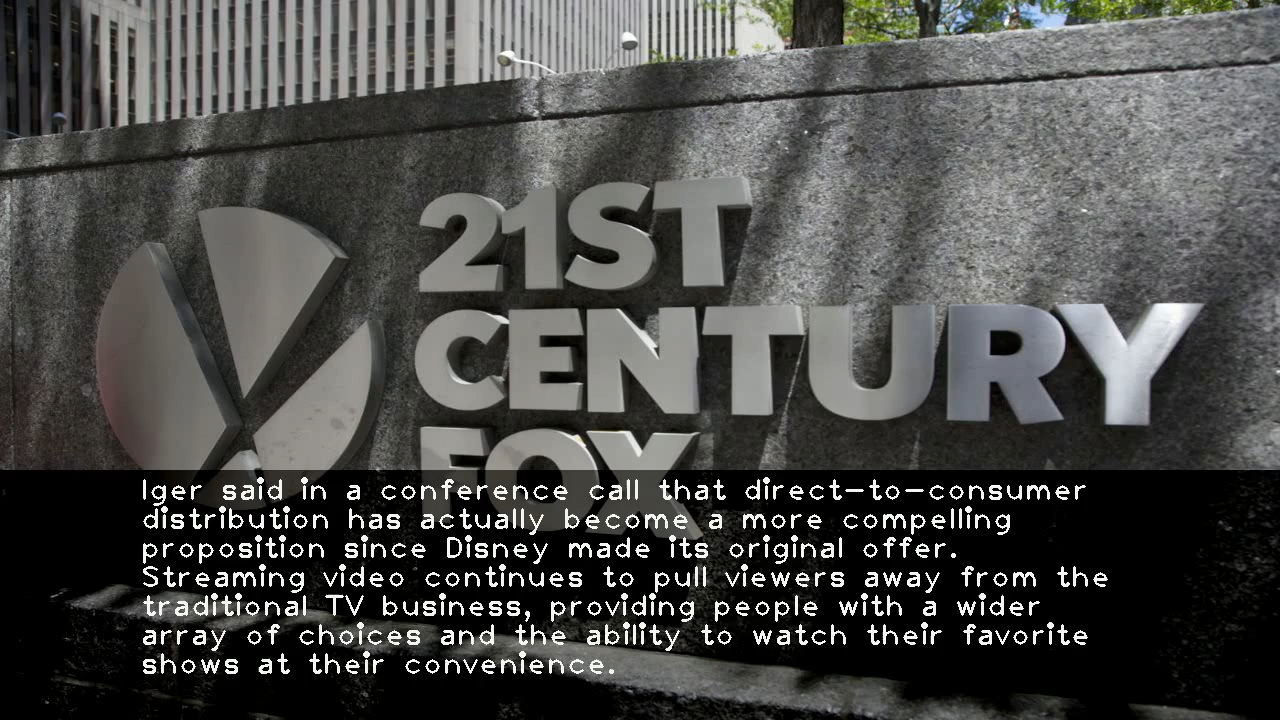 21ST
CENTURY
FOX
Iger said in a conference call that direct-to-consumer
distribution has actually become a more compelling
proposition since Disney made its original offer.
Streaming video continues to pull viewers away from the
traditional TV business, providing people with a wider
array of choices and the ability to watch their favorite
shows at their convenience.